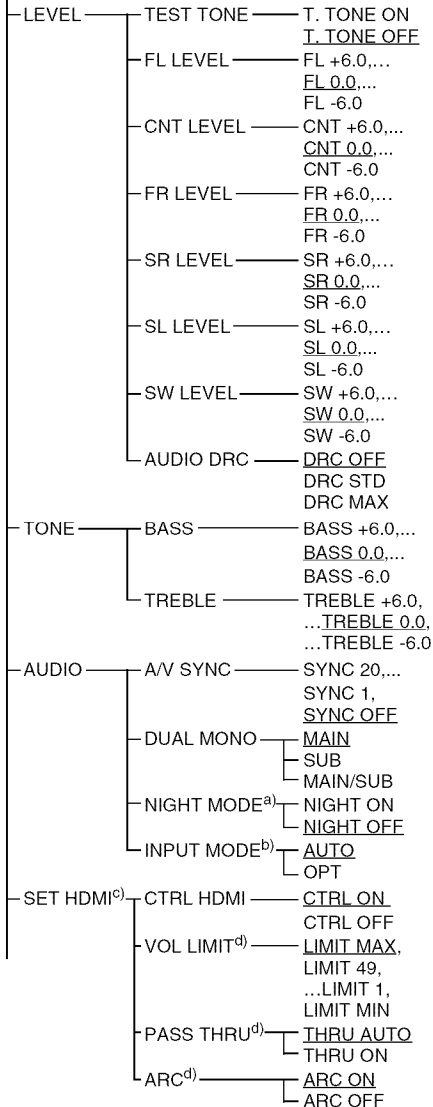 LEVEL TEST TONE T. TONE ON
T. TONE OFF
FL LEVEL FL +6.0,...
FL 0.0,...
FL -6.0
CNT LEVEL CNT +6.0,...
CNT 0.0,...
CNT -6.0
FR LEVEL FR +6.0,...
FR 0.0,...
FR -6.0
SR LEVEL SR +6.0,...
SR 0.0,...
SR -6.0
SL LEVEL SL +6.0,...
SL 0.0,...
SL -6.0
SW LEVEL SW +6.0,...
SW 0.0,...
SW -6.0
AUDIO DRC DRC OFF
DRC STD
DRC MAX
TONE BASS BASS +6.0,...
BASS 0.0,...
BASS -6.0
TREBLE TREBLE +6.0,
...TREBLE 0.0,
...TREBLE -6.0
AUDIO A/V SYNC SYNC 20,...
SYNC 1,
SYNC OFF
DUAL MONO MAIN
SUB
MAIN/SUB
NIGHT MODEa) NIGHT ON
NIGHT OFF
INPUT MODEb) AUTO
OPT
SET HDMIc) CTRL HDMI CTRL ON
CTRL OFF
VOL LIMITd) LIMIT MAX,
LIMIT 49,
...LIMIT 1,
LIMIT MIN
PASS THRUd) THRU AUTO
THRU ON
ARCd) ARC ON
ARC OFF